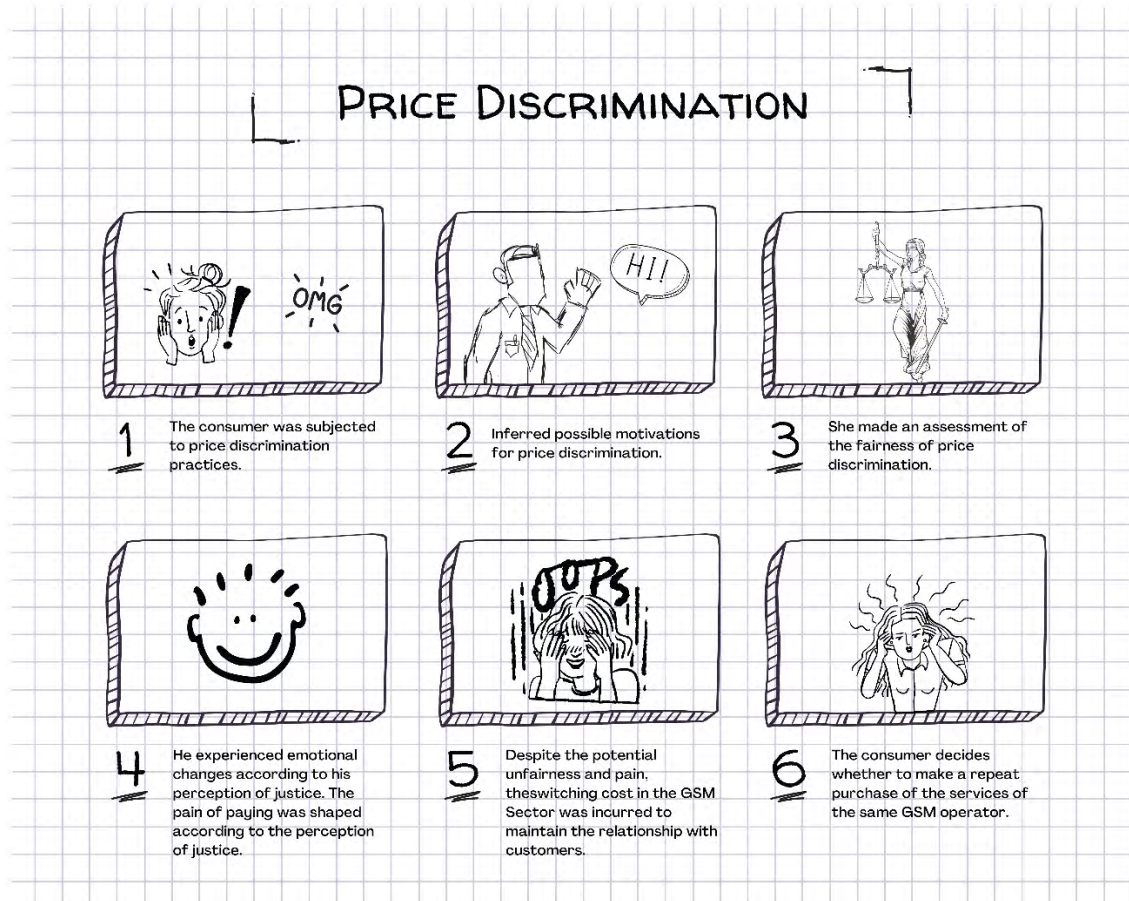 PRICE DISCRIMINATION
OMG
HI!
1
The consumer was subjected
to price discrimination
practices.
2
Inferred possible motivations
for price discrimination.
3
She made an assessment of
the fairness of price
discrimination.
OOPS
4
He experienced emotional
changes according to his
perception of justice. The
pain of paying was shaped
according to the perception
of justice.
5
Despite the potential
unfairness and pain,
theswitching cost in the GSM
Sector was incurred to
maintain the relationship with
customers.
6
The consumer decides
whether to make a repeat
purchase of the services of
the same GSM operator.